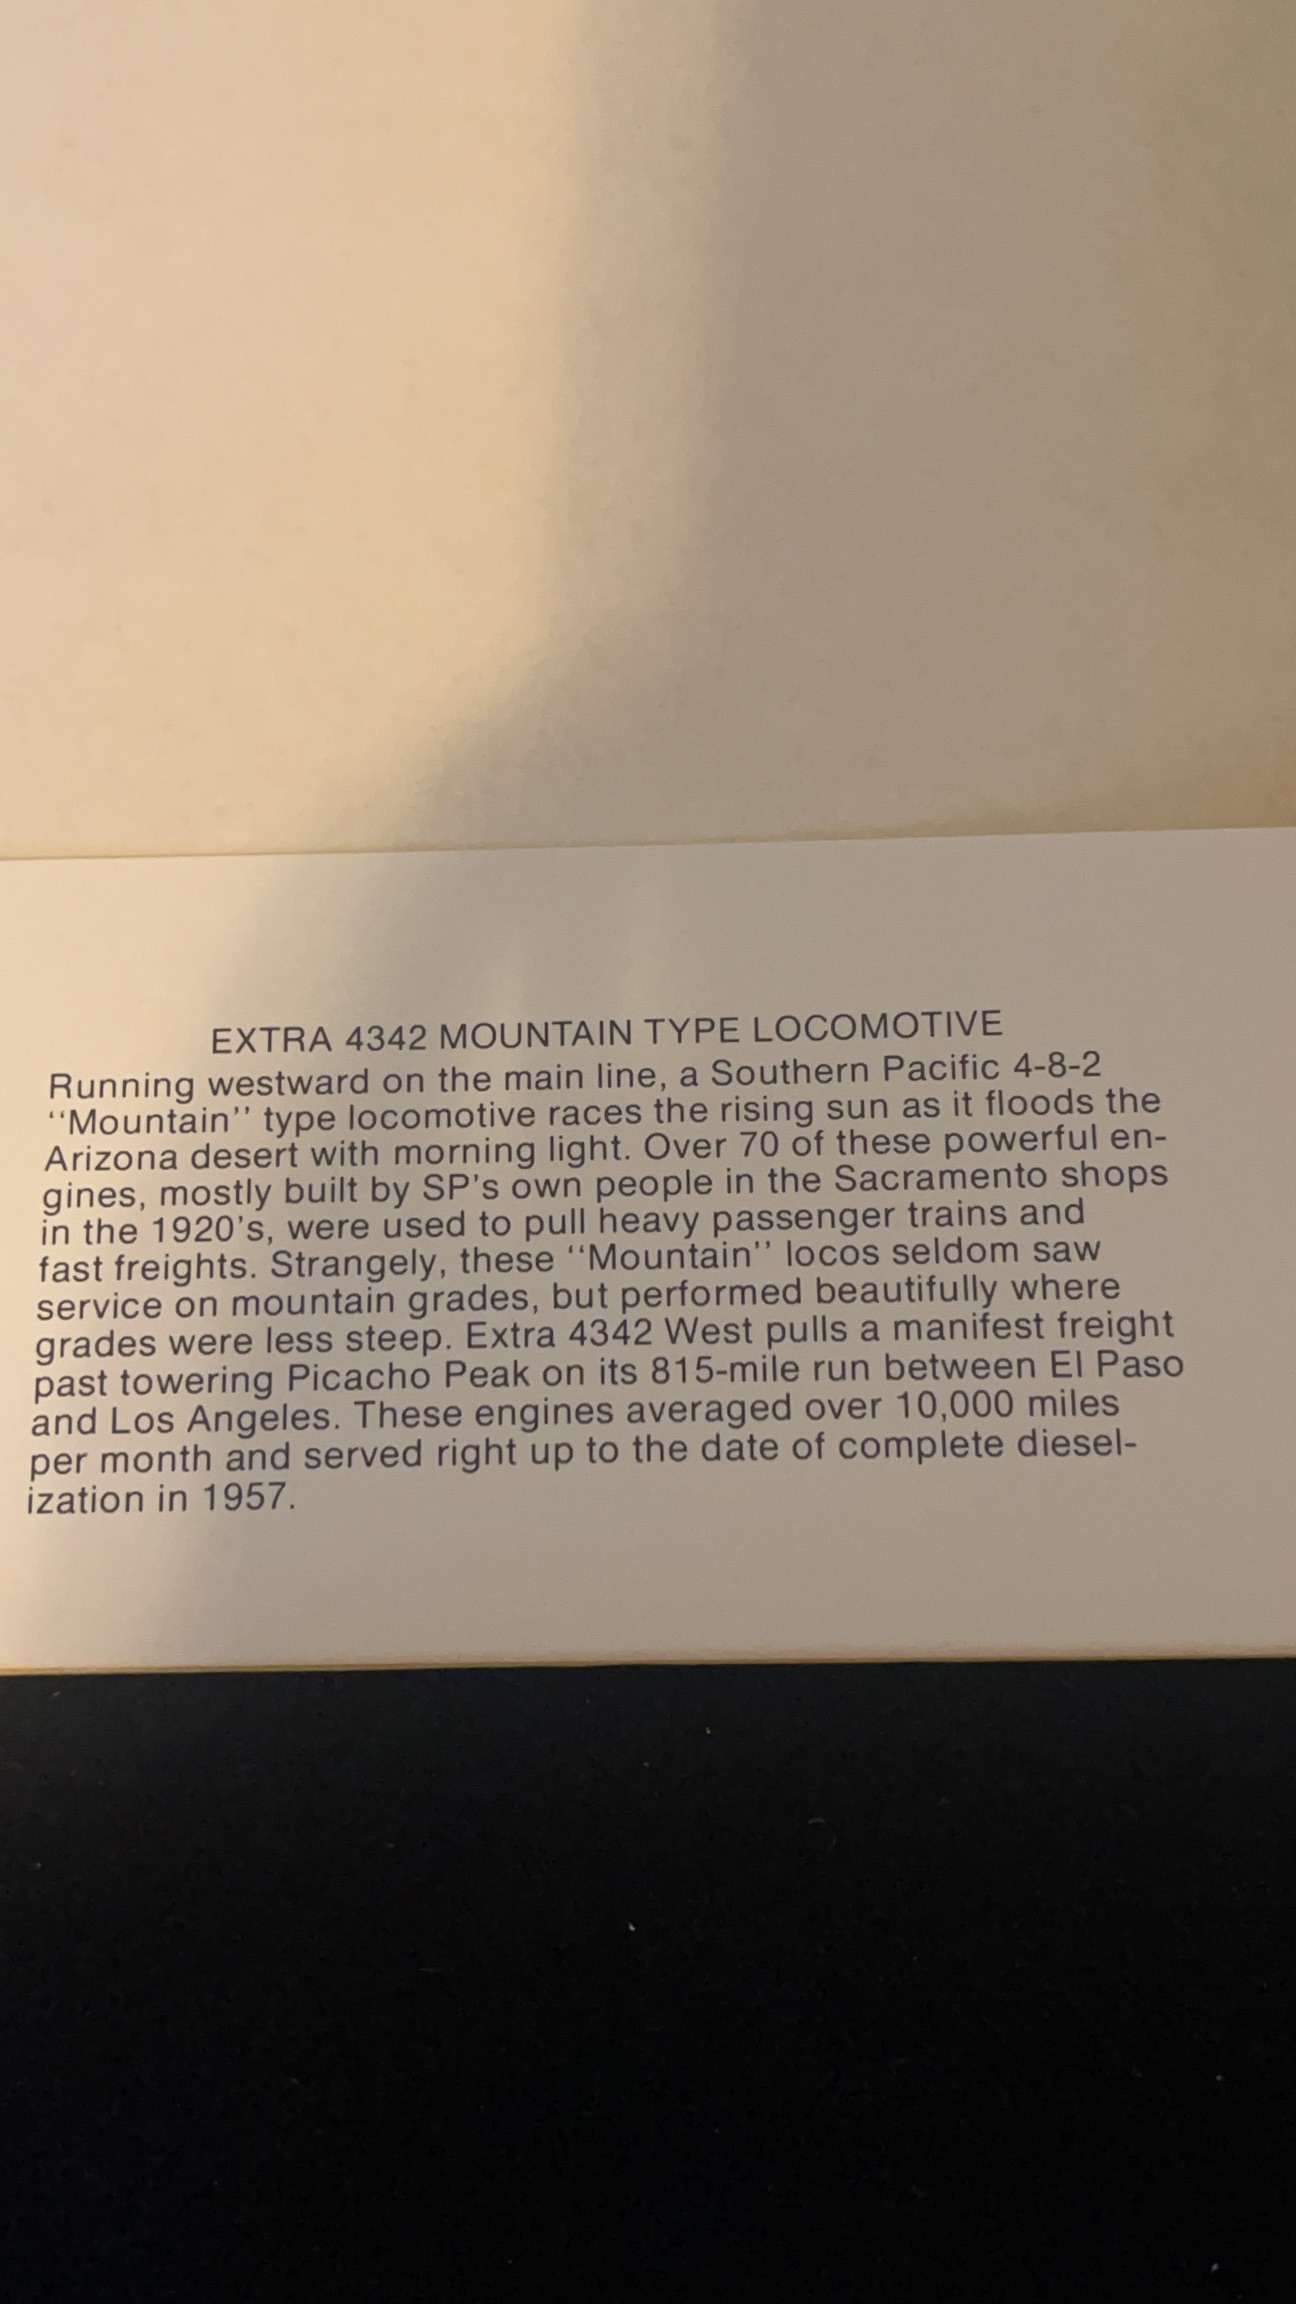 EXTRA 4342 MOUNTAIN TYPE LOCOMOTIVE
Running westward on the main line, a Southern Pacific 4-8-2
‘‘Mountain’’ type locomotive races the rising sun as it floods the
Arizona desert with morning light. Over 70 of these powerful en-
gines, mostly built by SP's own people in the Sacramento shops
in the 1920's, were used to pull heavy passenger trains and
fast freights. Strangely, these ‘‘Mountain’’ locos seldom saw
service on mountain grades, but performed beautifully where
grades were less steep. Extra 4342 West pulls a manifest freight
past towering Picacho Peak on its 815-mile run between El Paso
and Los Angeles. These engines averaged over 10,000 miles
per month and served right up to the date of complete diesel-
ization in 1957.